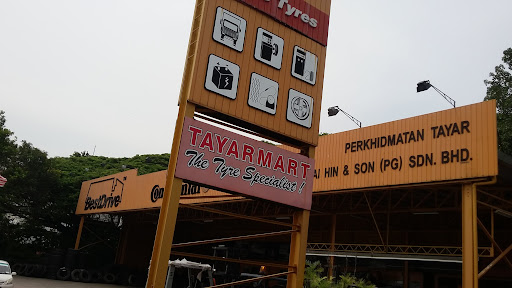 Tyres
TAYARMART
The Tyre Specialist!
PERKHIDMATAN TAYAR
HIN & SON (PG) SDN. BHD.
BestDrive